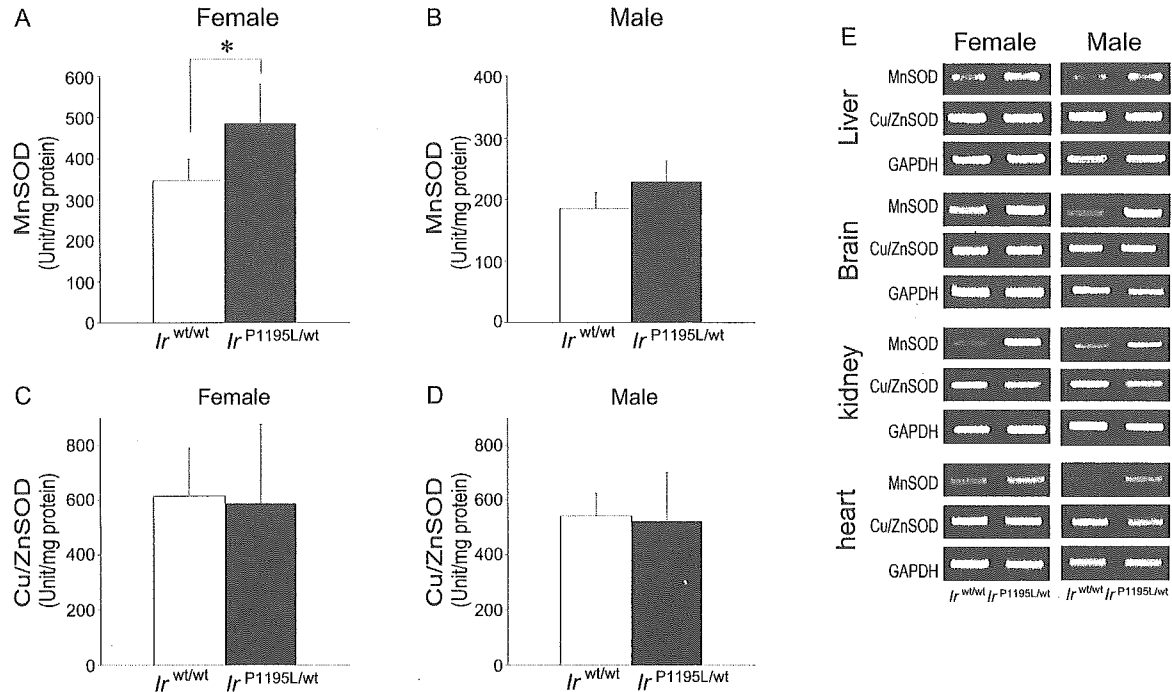 A
Female
*
MnSOD
(Unit/mg protein)
600
500
400
300
200
100
0
Ir wt/wt
Ir P1195L/wt
B
Male
MnSOD
(Unit/mg protein)
400
300
200
100
0
Ir wt/wt
Ir P1195L/wt
C
Female
Cu/ZnSOD
(Unit/mg protein)
800
600
400
200
0
Ir wt/wt
Ir P1195L/wt
D
Male
Cu/ZnSOD
(Unit/mg protein)
800
600
400
200
0
Ir wt/wt
Ir P1195L/wt
E
Female
Male
Liver
MnSOD
Cu/ZnSOD
GAPDH
Brain
MnSOD
Cu/ZnSOD
GAPDH
kidney
MnSOD
Cu/ZnSOD
GAPDH
heart
MnSOD
Cu/ZnSOD
GAPDH
Ir wt/wt Ir P1195L/wt
Ir wt/wt Ir P1195L/wt